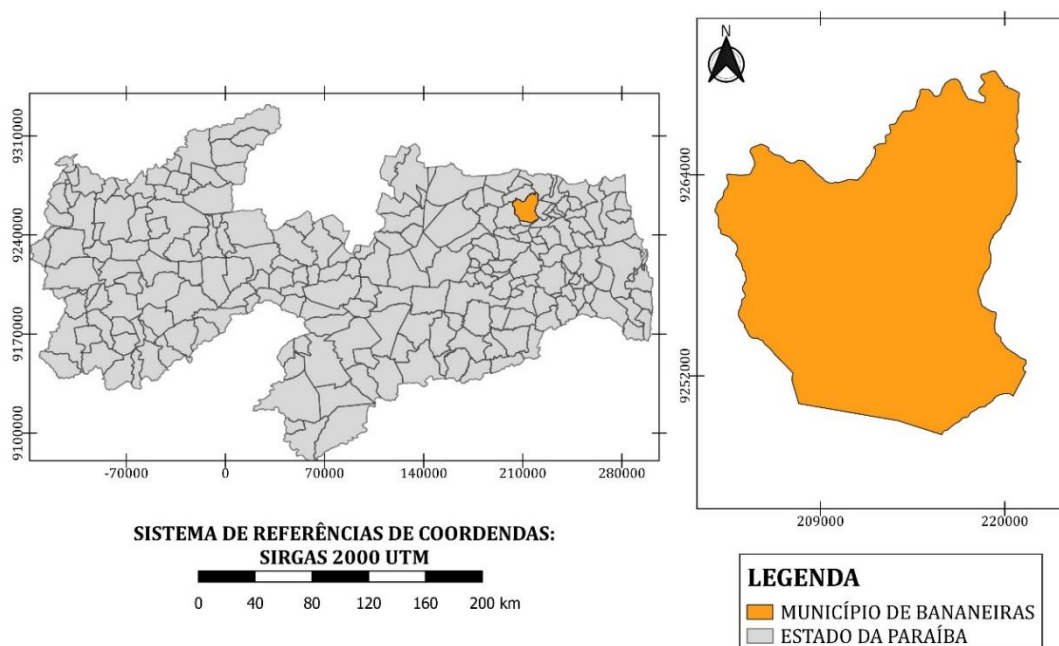 N
9310000
9240000
9170000
9100000
-70000
0
70000
140000
210000
280000
9264000
9252000
209000
220000
SISTEMA DE REFERÊNCIAS DE COORDENDAS:
SIRGAS 2000 UTM
0 40 80 120 160 200 km
LEGENDA
MUNICÍPIO DE BANANEIRAS
ESTADO DA PARAÍBA